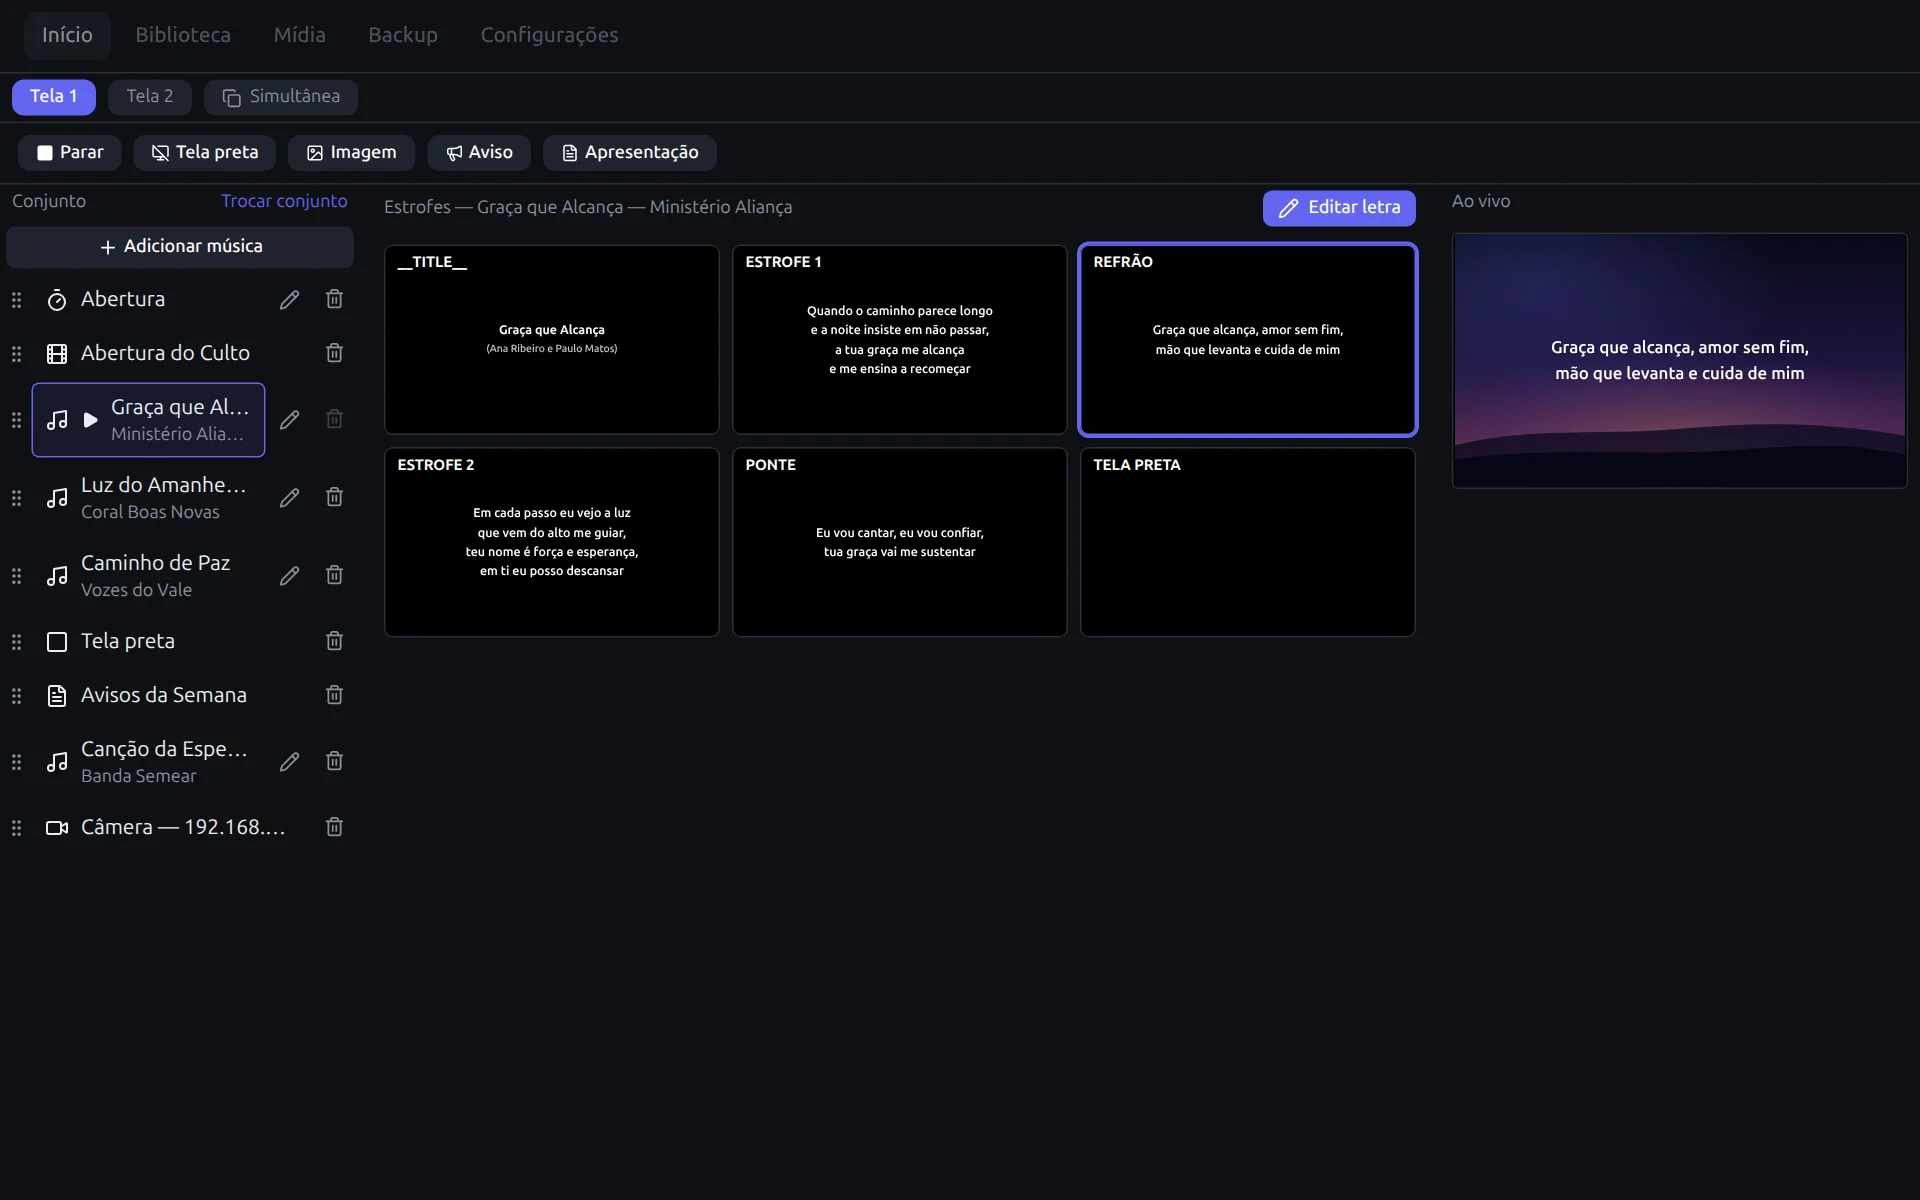 Início
Biblioteca
Mídia
Backup
Configurações
Tela 1
Tela 2
Simultânea
Parar
Tela preta
Imagem
Aviso
Apresentação
Conjunto
Trocar conjunto
Adicionar música
Abertura
Abertura do Culto
Graça que Al…
Ministério Alia…
Luz do Amanhe…
Coral Boas Novas
Caminho de Paz
Vozes do Vale
Tela preta
Avisos da Semana
Canção da Espe…
Banda Semear
Câmera — 192.168.…
Estrofes — Graça que Alcança — Ministério Aliança
Editar letra
__TITLE__
Graça que Alcança
(Ana Ribeiro e Paulo Matos)
ESTROFE 1
Quando o caminho parece longo
e a noite insiste em não passar,
a tua graça me alcança
e me ensina a recomeçar
REFRÃO
Graça que alcança, amor sem fim,
mão que levanta e cuida de mim
ESTROFE 2
Em cada passo eu vejo a luz
que vem do alto me guiar,
teu nome é força e esperança,
em ti eu posso descansar
PONTE
Eu vou cantar, eu vou confiar,
tua graça vai me sustentar
TELA PRETA
Ao vivo
Graça que alcança, amor sem fim,
mão que levanta e cuida de mim